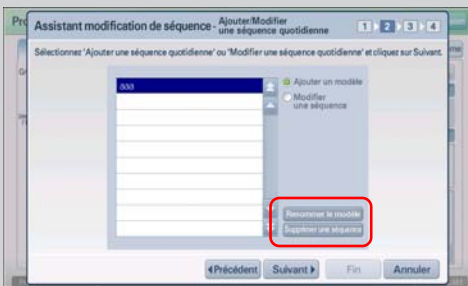 Assistant modification de séquence - Ajouter/Modifier
une séquence quotidienne
1 2 3 4
Sélectionnez 'Ajouter une séquence quotidienne' ou 'Modifier une séquence quotidienne' et cliquez sur Suivant.
aaa
Ajouter un modèle
Modifier
une séquence
Renommer le modèle
Supprimer une séquence
Précédent
Suivant
Fin
Annuler